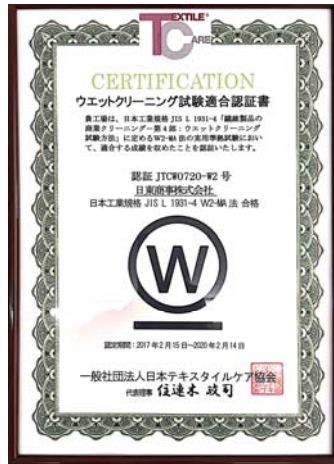 TEXTILE®
CARE
CERTIFICATION
ウエットクリーニング試験適合認証書
貴工場は、日本工業規格 JIS L 1931-4「繊維製品の
商業クリーニング-第4部:ウエットクリーニング
試験方法」に定めるW2-MA法の実用準拠試験におい
て、適合する成績を収めたことを認証いたします。
認証 JTCW0720-W2 号
日東商事株式会社
日本工業規格 JIS L 1931-4 W2-MA 法 合格
W
認定期間:2017年2月15日~2020年2月14日
一般社団法人日本テキスタイルケア協会
代表理事 住連木 政司